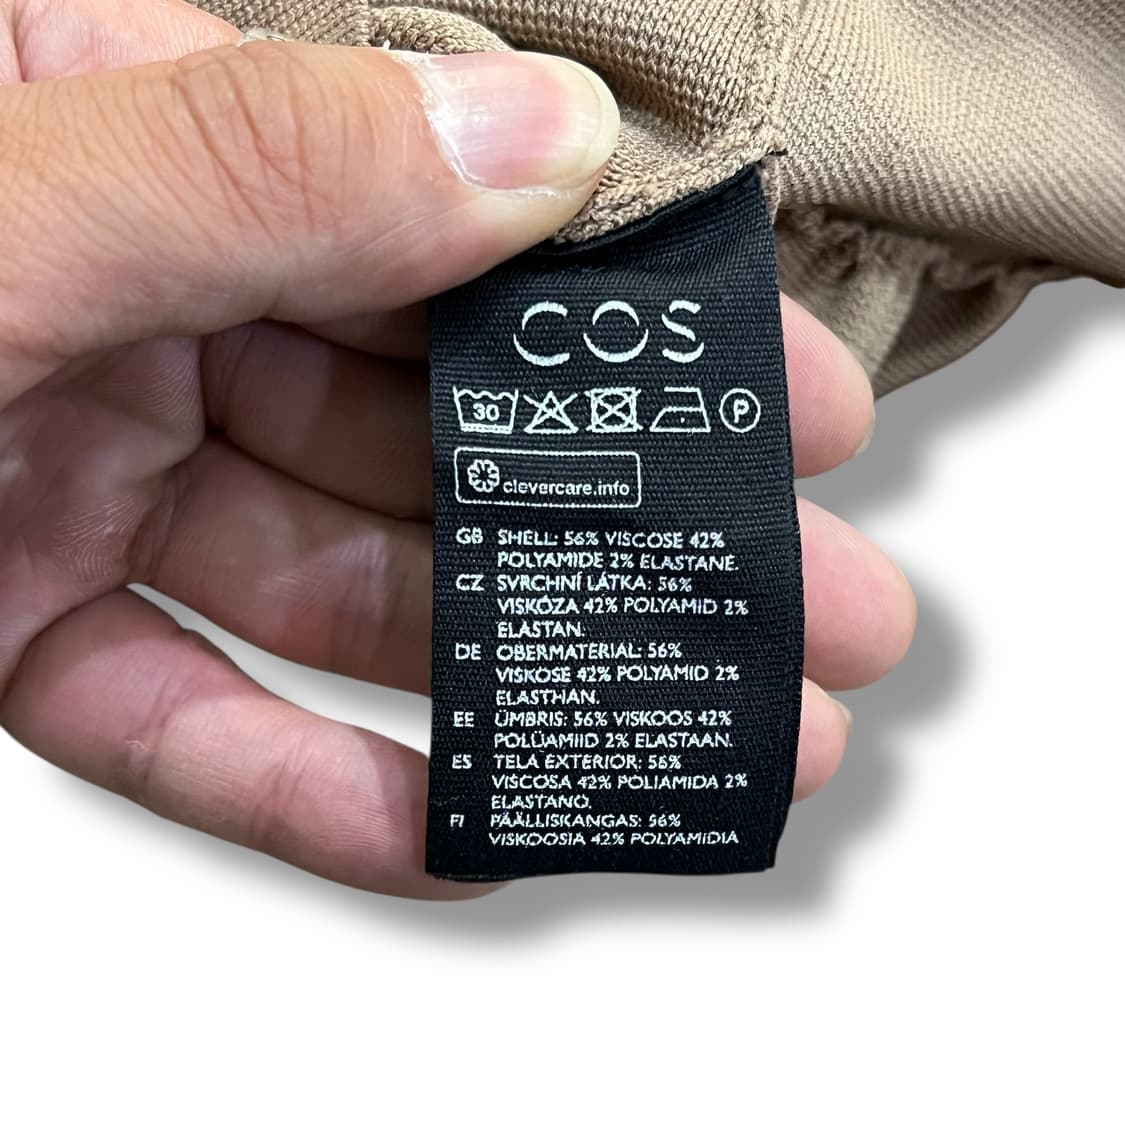 COS
30 P
clevercare.info
GB SHELL: 56% VISCOSE 42%
POLYAMIDE 2% ELASTANE.
CZ SVRCHNÍ LÁTKA: 56%
VISKÓZA 42% POLYAMID 2%
ELASTAN.
DE OBERMATERIAL: 56%
VISKOSE 42% POLYAMID 2%
ELASTHAN.
EE ÜMBRIS: 56% VISKOOS 42%
POLÜAMIID 2% ELASTAAN.
ES TELA EXTERIOR: 56%
VISCOSA 42% POLIAMIDA 2%
ELASTANO.
FI PÄÄLLISKANGAS: 56%
VISKOOSIA 42% POLYAMIDIA